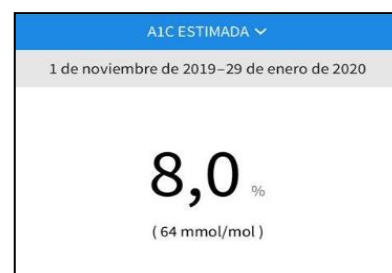 A1C ESTIMADA
1 de noviembre de 2019–29 de enero de 2020
8,0 %
( 64 mmol/mol )